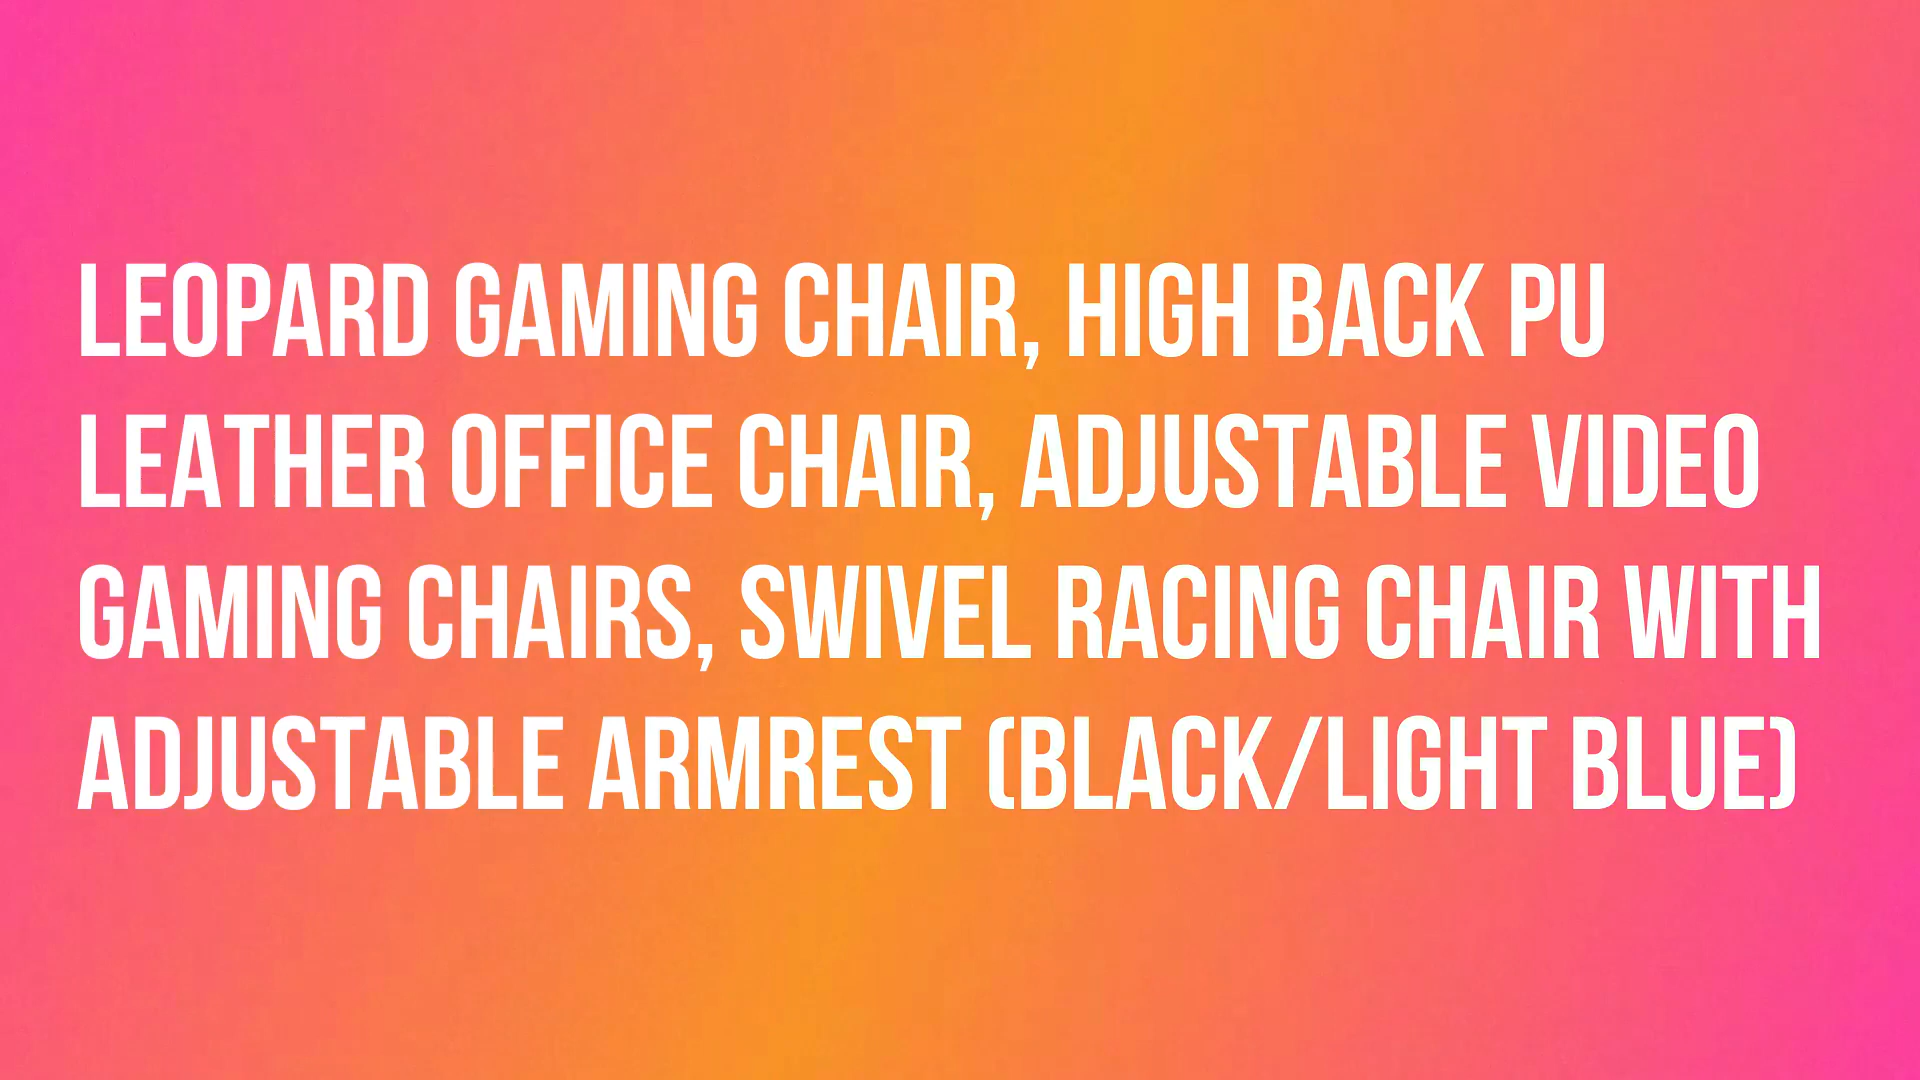 LEOPARD GAMING CHAIR, HIGH BACK PU
LEATHER OFFICE CHAIR, ADJUSTABLE VIDEO
GAMING CHAIRS, SWIVEL RACING CHAIR WITH
ADJUSTABLE ARMREST (BLACK/LIGHT BLUE)